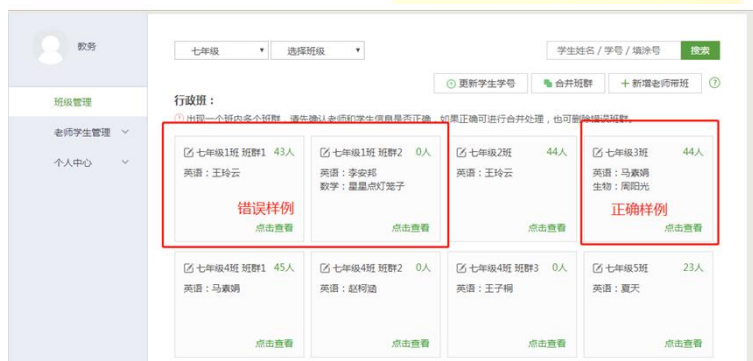 教务
七年级 选择班级 学生姓名 / 学号 / 填涂号 搜索
更新学生学号 合并班群 + 新增老师带班 ?
班级管理
行政班：
出现一个班内多个班群，请先确认老师和学生信息是否正确，如果正确可进行合并处理，也可删除错误班群。
老师学生管理
个人中心
七年级1班 班群1 43人
英语：王玲云
错误样例
点击查看
七年级1班 班群2 0人
英语：李安邦
数学：星星点灯笼子
点击查看
七年级2班 44人
英语：王玲云
点击查看
七年级3班 44人
英语：马素娟
生物：周阳光
正确样例
点击查看
七年级4班 班群1 45人
英语：马素娟
点击查看
七年级4班 班群2 0人
英语：赵柯涵
点击查看
七年级4班 班群3 0人
英语：王子桐
点击查看
七年级5班 23人
英语：夏天
点击查看